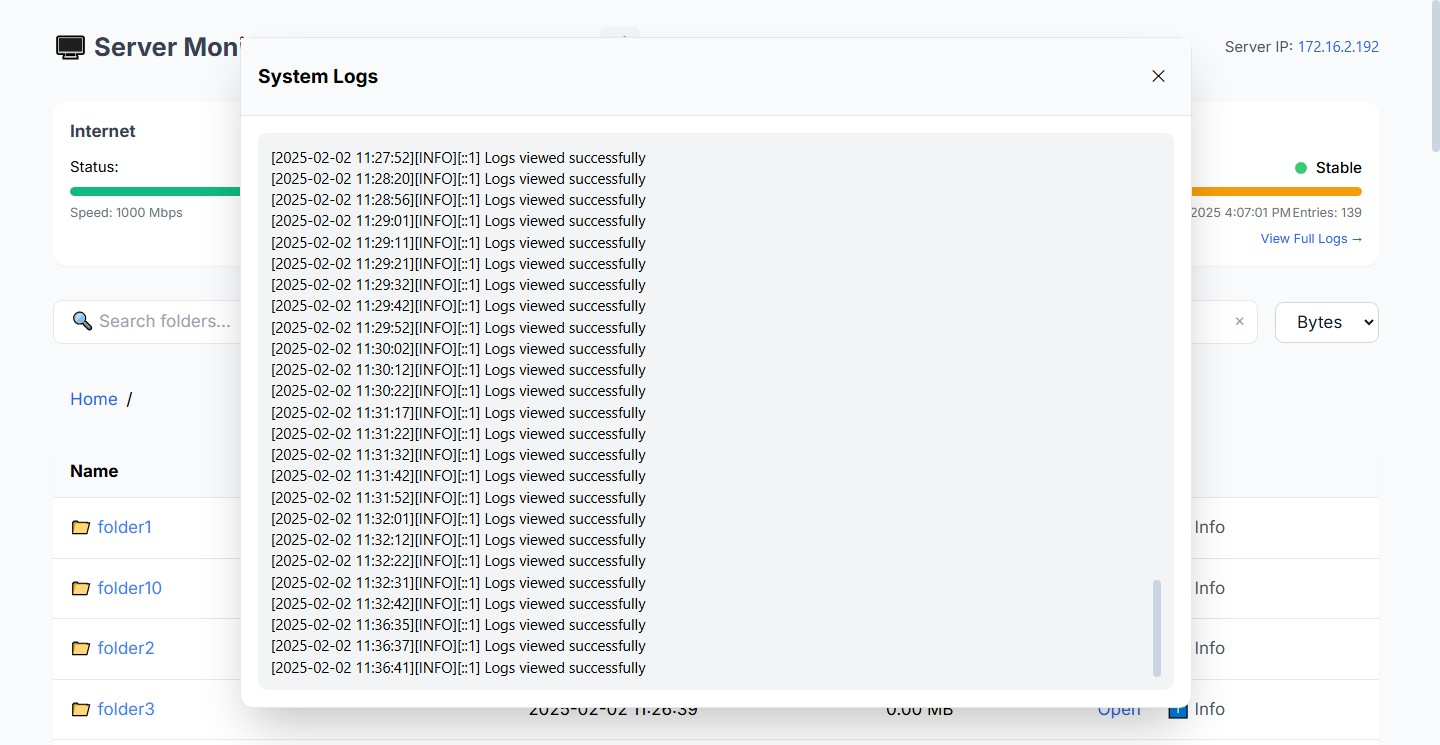 Server Moni
Server IP: 172.16.2.192
System Logs
Internet
Status:
Speed: 1000 Mbps
Stable
2025 4:07:01 PM Entries: 139
View Full Logs →
Search folders...
×
Bytes
Home /
Name
folder1
Info
folder10
Info
folder2
Info
folder3
2025-02-02 11:26:39
0.00 MB
Open
Info
[2025-02-02 11:27:52][INFO][::1] Logs viewed successfully
[2025-02-02 11:28:20][INFO][::1] Logs viewed successfully
[2025-02-02 11:28:56][INFO][::1] Logs viewed successfully
[2025-02-02 11:29:01][INFO][::1] Logs viewed successfully
[2025-02-02 11:29:11][INFO][::1] Logs viewed successfully
[2025-02-02 11:29:21][INFO][::1] Logs viewed successfully
[2025-02-02 11:29:32][INFO][::1] Logs viewed successfully
[2025-02-02 11:29:42][INFO][::1] Logs viewed successfully
[2025-02-02 11:29:52][INFO][::1] Logs viewed successfully
[2025-02-02 11:30:02][INFO][::1] Logs viewed successfully
[2025-02-02 11:30:12][INFO][::1] Logs viewed successfully
[2025-02-02 11:30:22][INFO][::1] Logs viewed successfully
[2025-02-02 11:31:17][INFO][::1] Logs viewed successfully
[2025-02-02 11:31:22][INFO][::1] Logs viewed successfully
[2025-02-02 11:31:32][INFO][::1] Logs viewed successfully
[2025-02-02 11:31:42][INFO][::1] Logs viewed successfully
[2025-02-02 11:31:52][INFO][::1] Logs viewed successfully
[2025-02-02 11:32:01][INFO][::1] Logs viewed successfully
[2025-02-02 11:32:12][INFO][::1] Logs viewed successfully
[2025-02-02 11:32:22][INFO][::1] Logs viewed successfully
[2025-02-02 11:32:31][INFO][::1] Logs viewed successfully
[2025-02-02 11:32:42][INFO][::1] Logs viewed successfully
[2025-02-02 11:36:35][INFO][::1] Logs viewed successfully
[2025-02-02 11:36:37][INFO][::1] Logs viewed successfully
[2025-02-02 11:36:41][INFO][::1] Logs viewed successfully